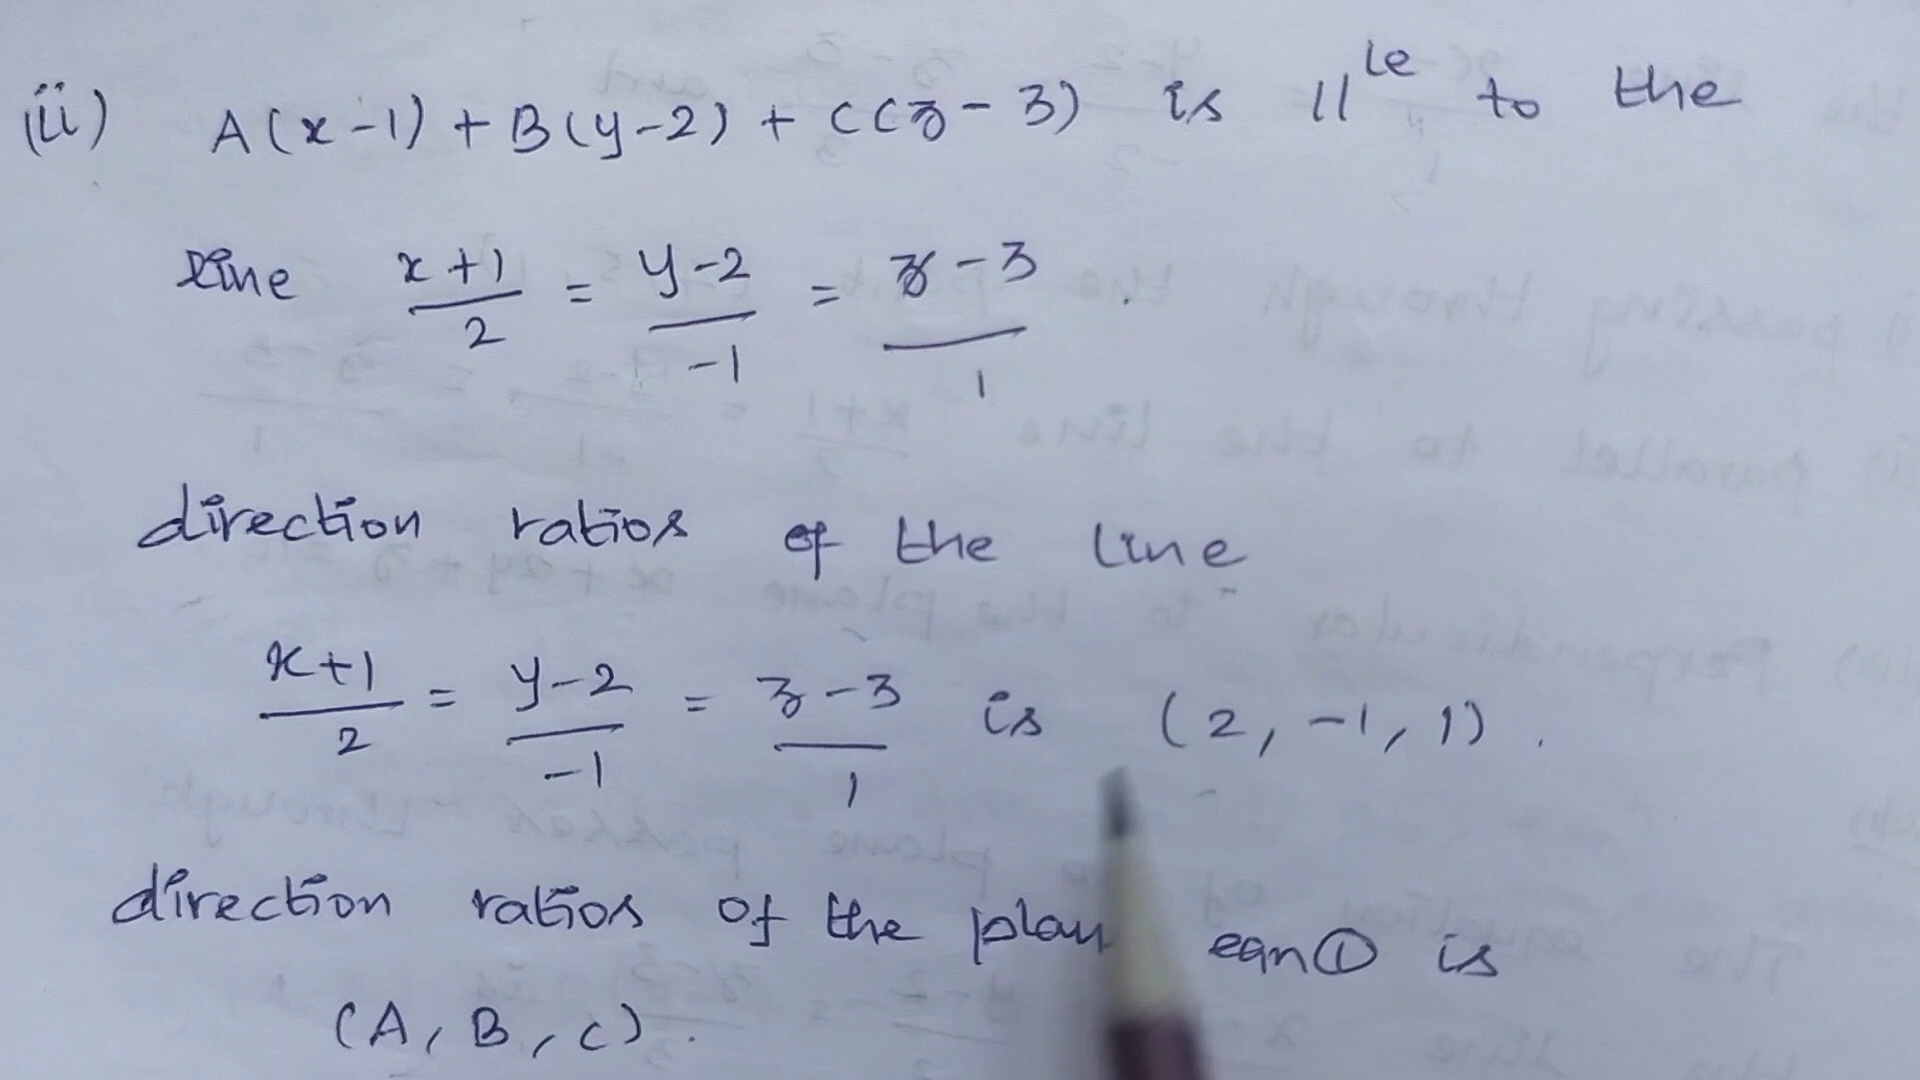 (ii) A(x-1) + B(y-2) + C(z-3) is ||le to the
line x+1/2 = y-2/-1 = z-3/1.
direction ratios of the line
x+1/2 = y-2/-1 = z-3/1 is (2, -1, 1).
direction ratios of the plan eqn① is
(A, B, C).